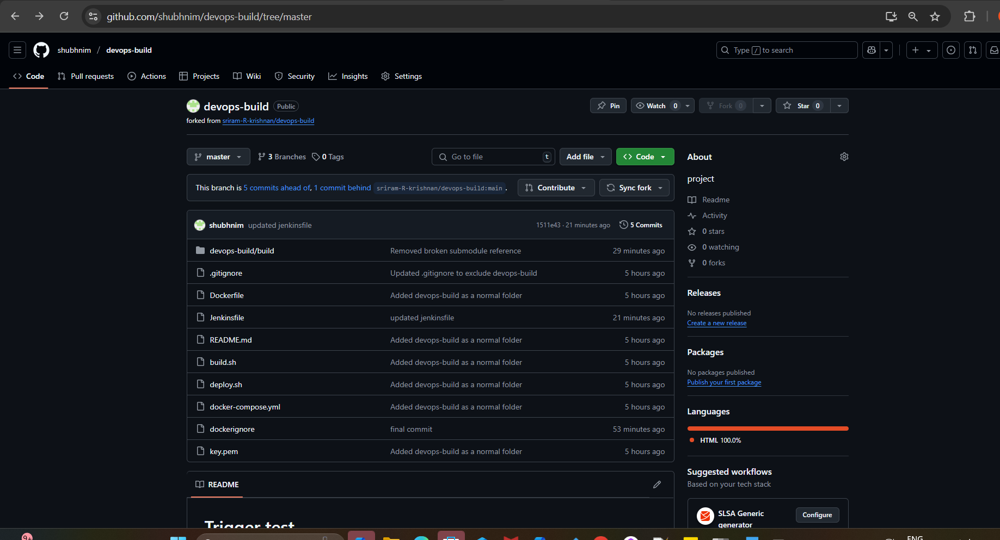 github.com/shubhnim/devops-build/tree/master
shubhnim / devops-build
Type / to search
Code Pull requests Actions Projects Wiki Security Insights Settings
devops-build Public
Pin Watch 0 Fork 0 Star 0
forked from sriram-R-krishnan/devops-build
master 3 Branches 0 Tags
Go to file t Add file Code
This branch is 5 commits ahead of, 1 commit behind sriram-R-krishnan/devops-build:main .
Contribute Sync fork
shubhnim updated jenkinsfile 1511e43 · 21 minutes ago 5 Commits
devops-build/build Removed broken submodule reference 29 minutes ago
.gitignore Updated .gitignore to exclude devops-build 5 hours ago
Dockerfile Added devops-build as a normal folder 5 hours ago
Jenkinsfile updated jenkinsfile 21 minutes ago
README.md Added devops-build as a normal folder 5 hours ago
build.sh Added devops-build as a normal folder 5 hours ago
deploy.sh Added devops-build as a normal folder 5 hours ago
docker-compose.yml Added devops-build as a normal folder 5 hours ago
dockerignore final commit 53 minutes ago
key.pem Added devops-build as a normal folder 5 hours ago
README
Trigger test
About
project
Readme
Activity
0 stars
0 watching
0 forks
Releases
No releases published
Create a new release
Packages
No packages published
Publish your first package
Languages
HTML 100.0%
Suggested workflows
Based on your tech stack
SLSA Generic
generator
Configure
9+
ENG